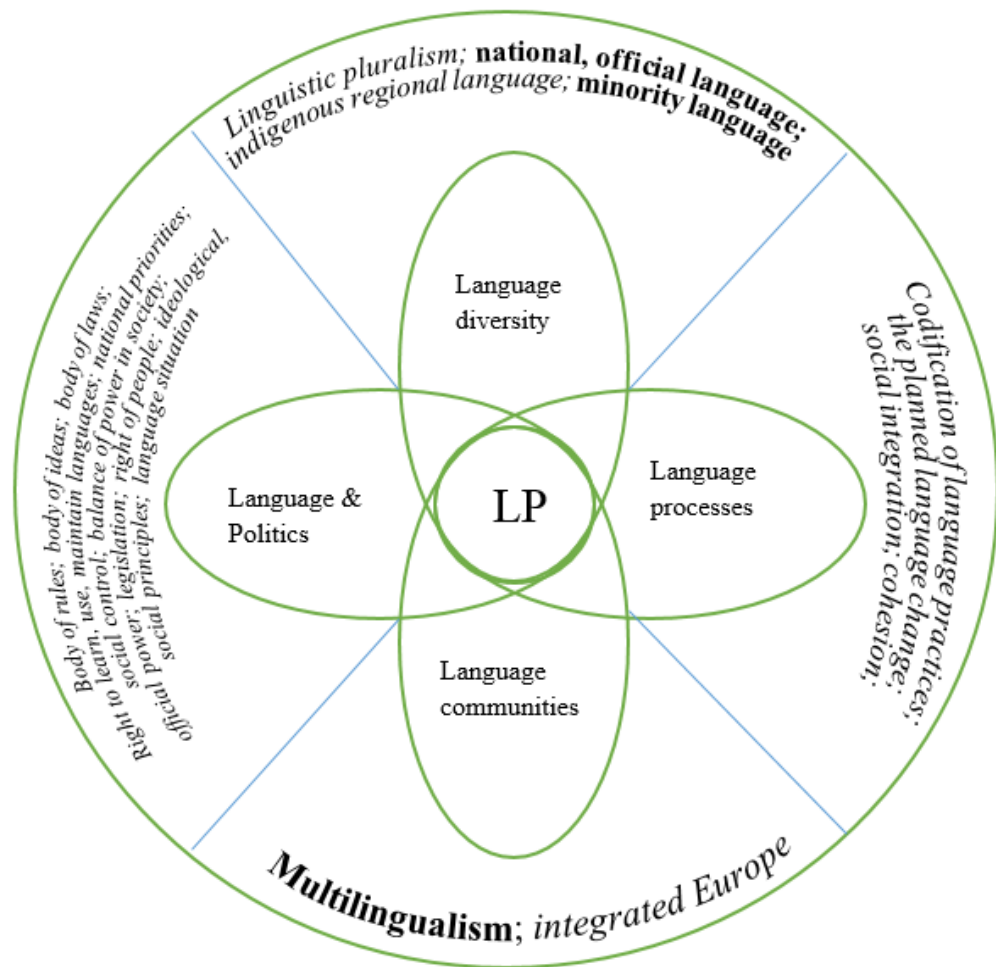 Linguistic pluralism; national, official language;
indigenous regional language; minority language
Language
diversity
Body of rules; body of ideas; body of laws;
Right to learn, use, maintain languages; national priorities;
social control; balance of power in society;
social power; legislation; right of people; ideological,
official powers; language situation
social principles;
Language &
Politics
LP
Language
processes
Codification of language practices;
the planned language change;
social integration; cohesion;
Language
communities
Multilingualism; integrated Europe